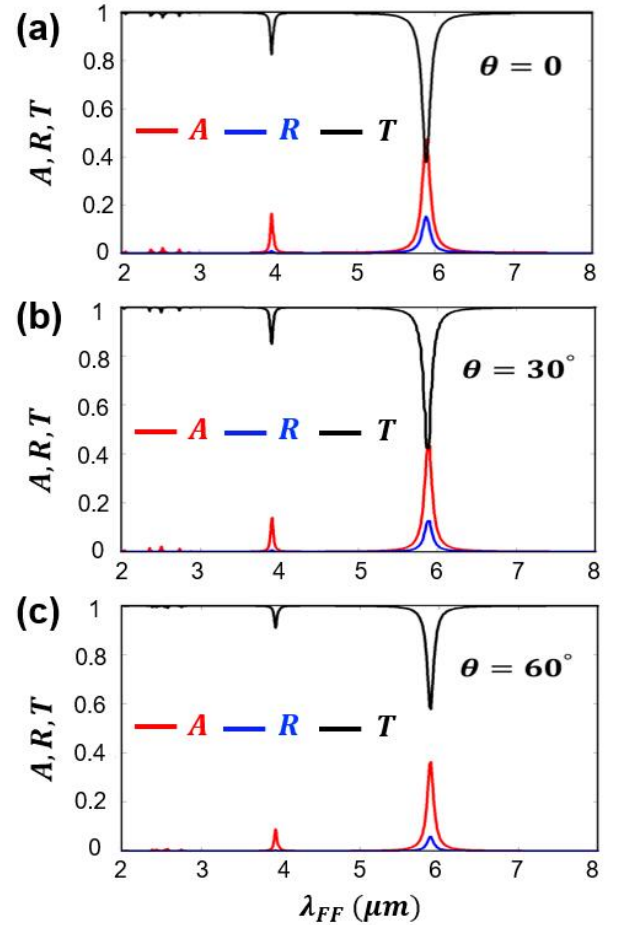 (a)
1
0.8
0.6
0.4
0.2
0
A, R, T
θ = 0
A R T
2 3 4 5 6 7 8
(b)
1
0.8
0.6
0.4
0.2
0
A, R, T
θ = 30°
A R T
2 3 4 5 6 7 8
(c)
1
0.8
0.6
0.4
0.2
0
A, R, T
θ = 60°
A R T
2 3 4 5 6 7 8
λFF (μm)